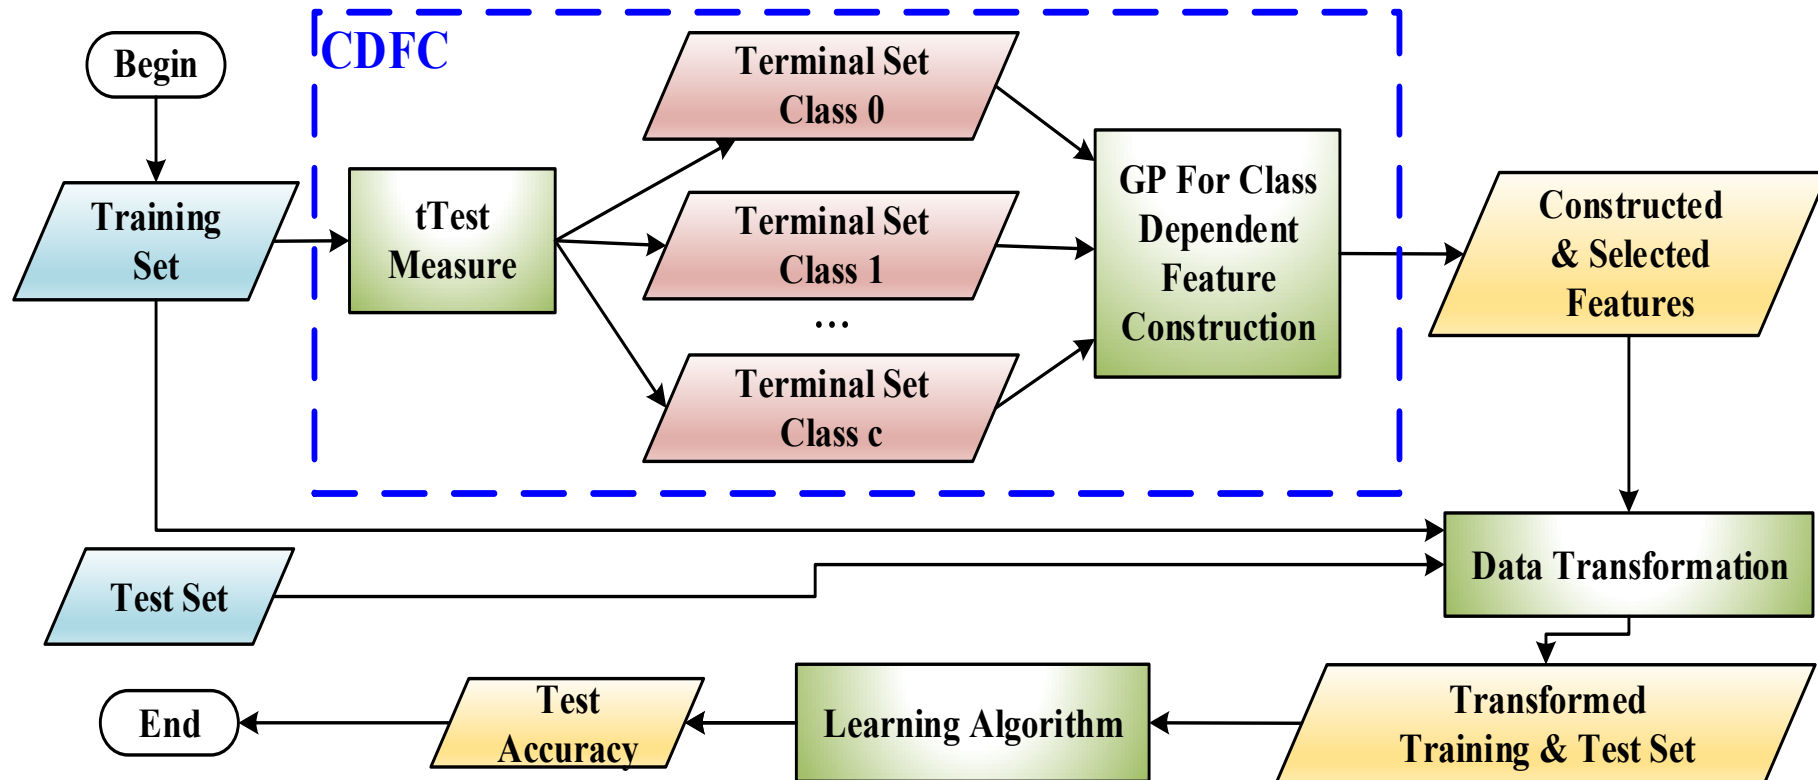 Begin
CDFC
Training
Set
tTest
Measure
Terminal Set
Class 0
Terminal Set
Class 1
...
Terminal Set
Class c
GP For Class
Dependent
Feature
Construction
Constructed
& Selected
Features
Test Set
Data Transformation
Transformed
Training & Test Set
Learning Algorithm
Test
Accuracy
End